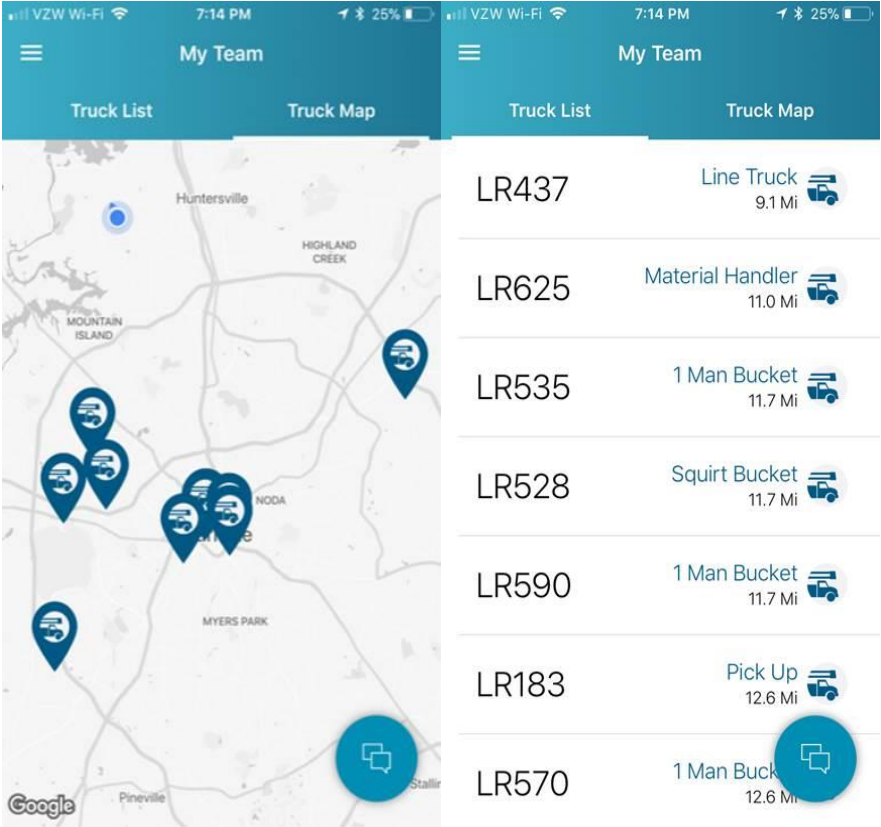 VZW Wi-Fi 7:14 PM 25%
My Team
Truck List Truck Map
Huntersville
HIGHLAND
CREEK
MOUNTAIN
ISLAND
NODA
MYERS PARK
Pineville
Google
VZW Wi-Fi 7:14 PM 25%
My Team
Truck List Truck Map
LR437 Line Truck
9.1 Mi
LR625 Material Handler
11.0 Mi
LR535 1 Man Bucket
11.7 Mi
LR528 Squirt Bucket
11.7 Mi
LR590 1 Man Bucket
11.7 Mi
LR183 Pick Up
12.6 Mi
LR570 1 Man Buck
12.6 Mi